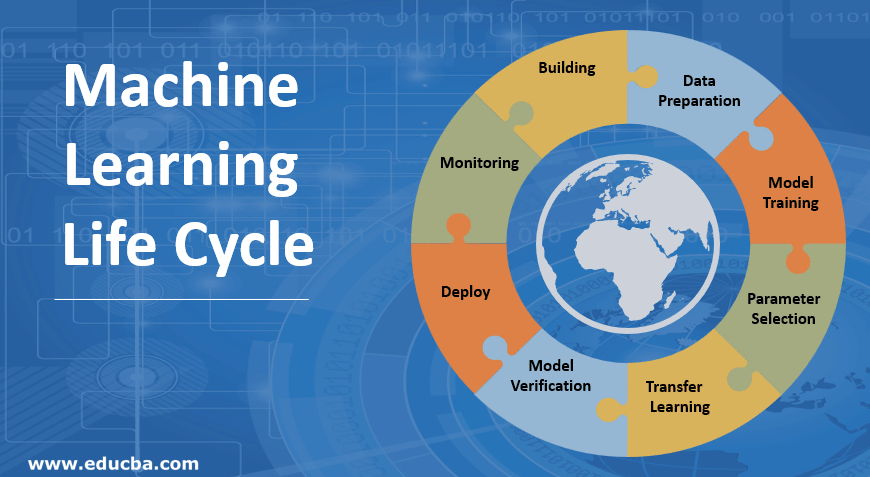 Machine
Learning
Life Cycle
Building
Data
Preparation
Model
Training
Parameter
Selection
Transfer
Learning
Model
Verification
Deploy
Monitoring
www.educba.com